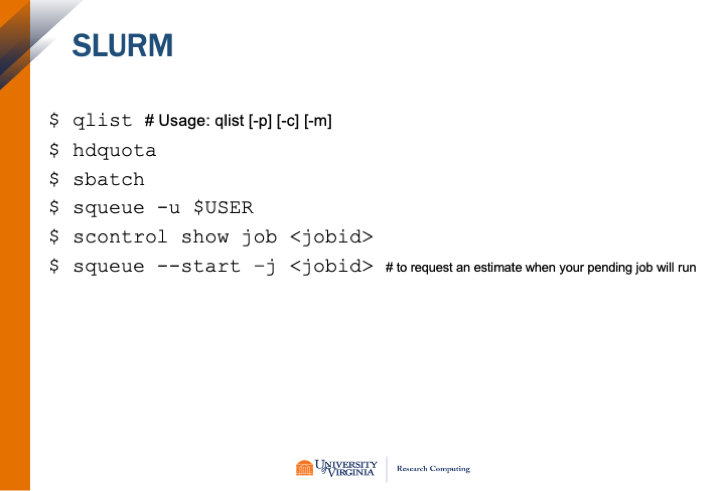 SLURM
$ qlist # Usage: qlist [-p] [-c] [-m]
$ hdquota
$ sbatch
$ squeue -u $USER
$ scontrol show job <jobid>
$ squeue --start –j <jobid> # to request an estimate when your pending job will run
UNIVERSITY of VIRGINIA
Research Computing